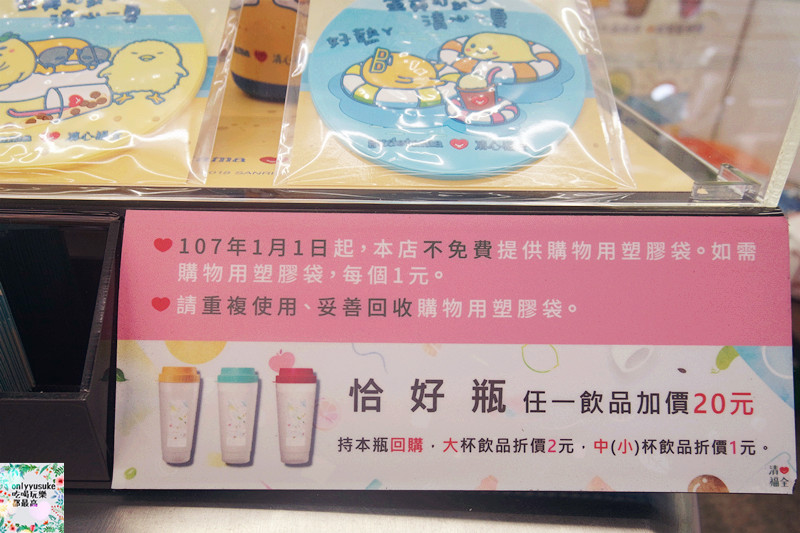 好熱ㄚ
107年1月1日起，本店不免費提供購物用塑膠袋。如需
購物用塑膠袋，每個1元。
請重複使用、妥善回收購物用塑膠袋。
恰好瓶 任一飲品加價20元
持本瓶回購，大杯飲品折價2元，中(小)杯飲品折價1元。
清♥福全
onlyyusuke
吃喝玩樂
都最高